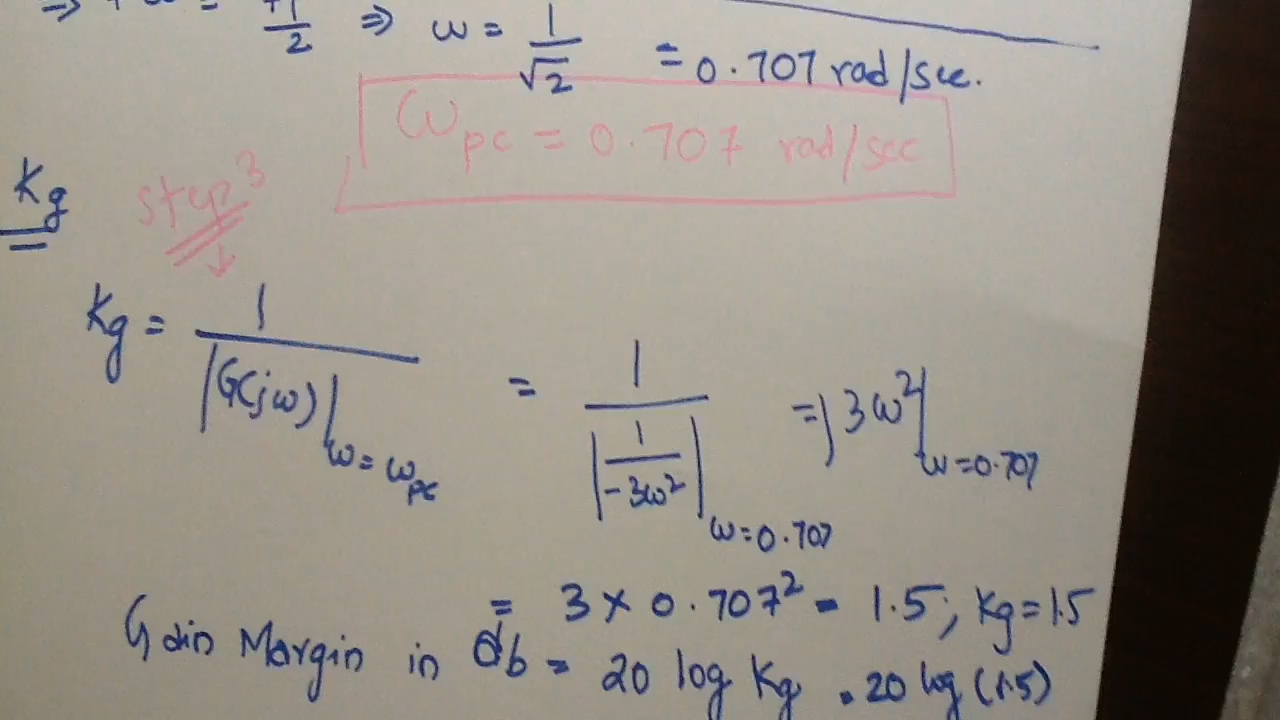 ⇒ ω = 1/√2 = 0.707 rad/sec.
ωpc = 0.707 rad/sec
Kg
step 3
Kg = 1/|G(jω)|ω=ωpc = 1/|1/-3ω²|ω=0.707 = |3ω²|ω=0.707
= 3 × 0.707² = 1.5; Kg=1.5
Gain Margin in db = 20 log Kg = 20 log (1.5)